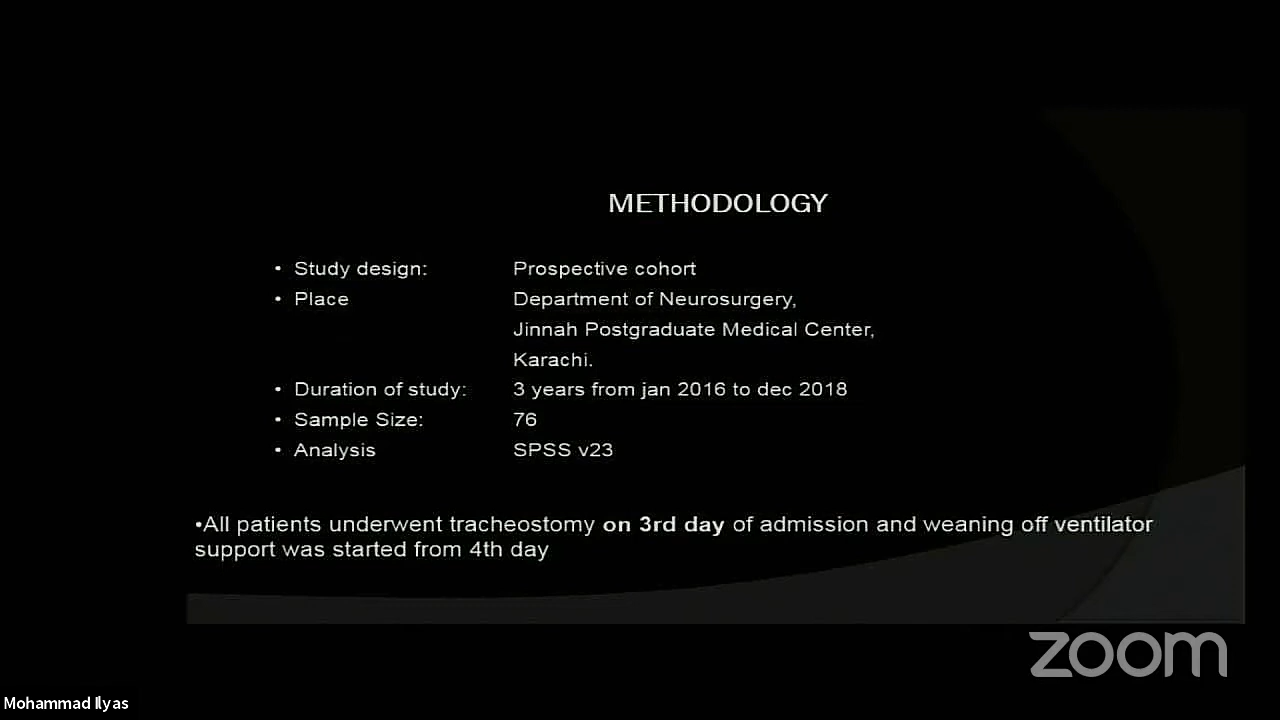 METHODOLOGY
• Study design: Prospective cohort
• Place Department of Neurosurgery,
Jinnah Postgraduate Medical Center,
Karachi.
• Duration of study: 3 years from jan 2016 to dec 2018
• Sample Size: 76
• Analysis SPSS v23
•All patients underwent tracheostomy on 3rd day of admission and weaning off ventilator
support was started from 4th day
zoom
Mohammad Ilyas